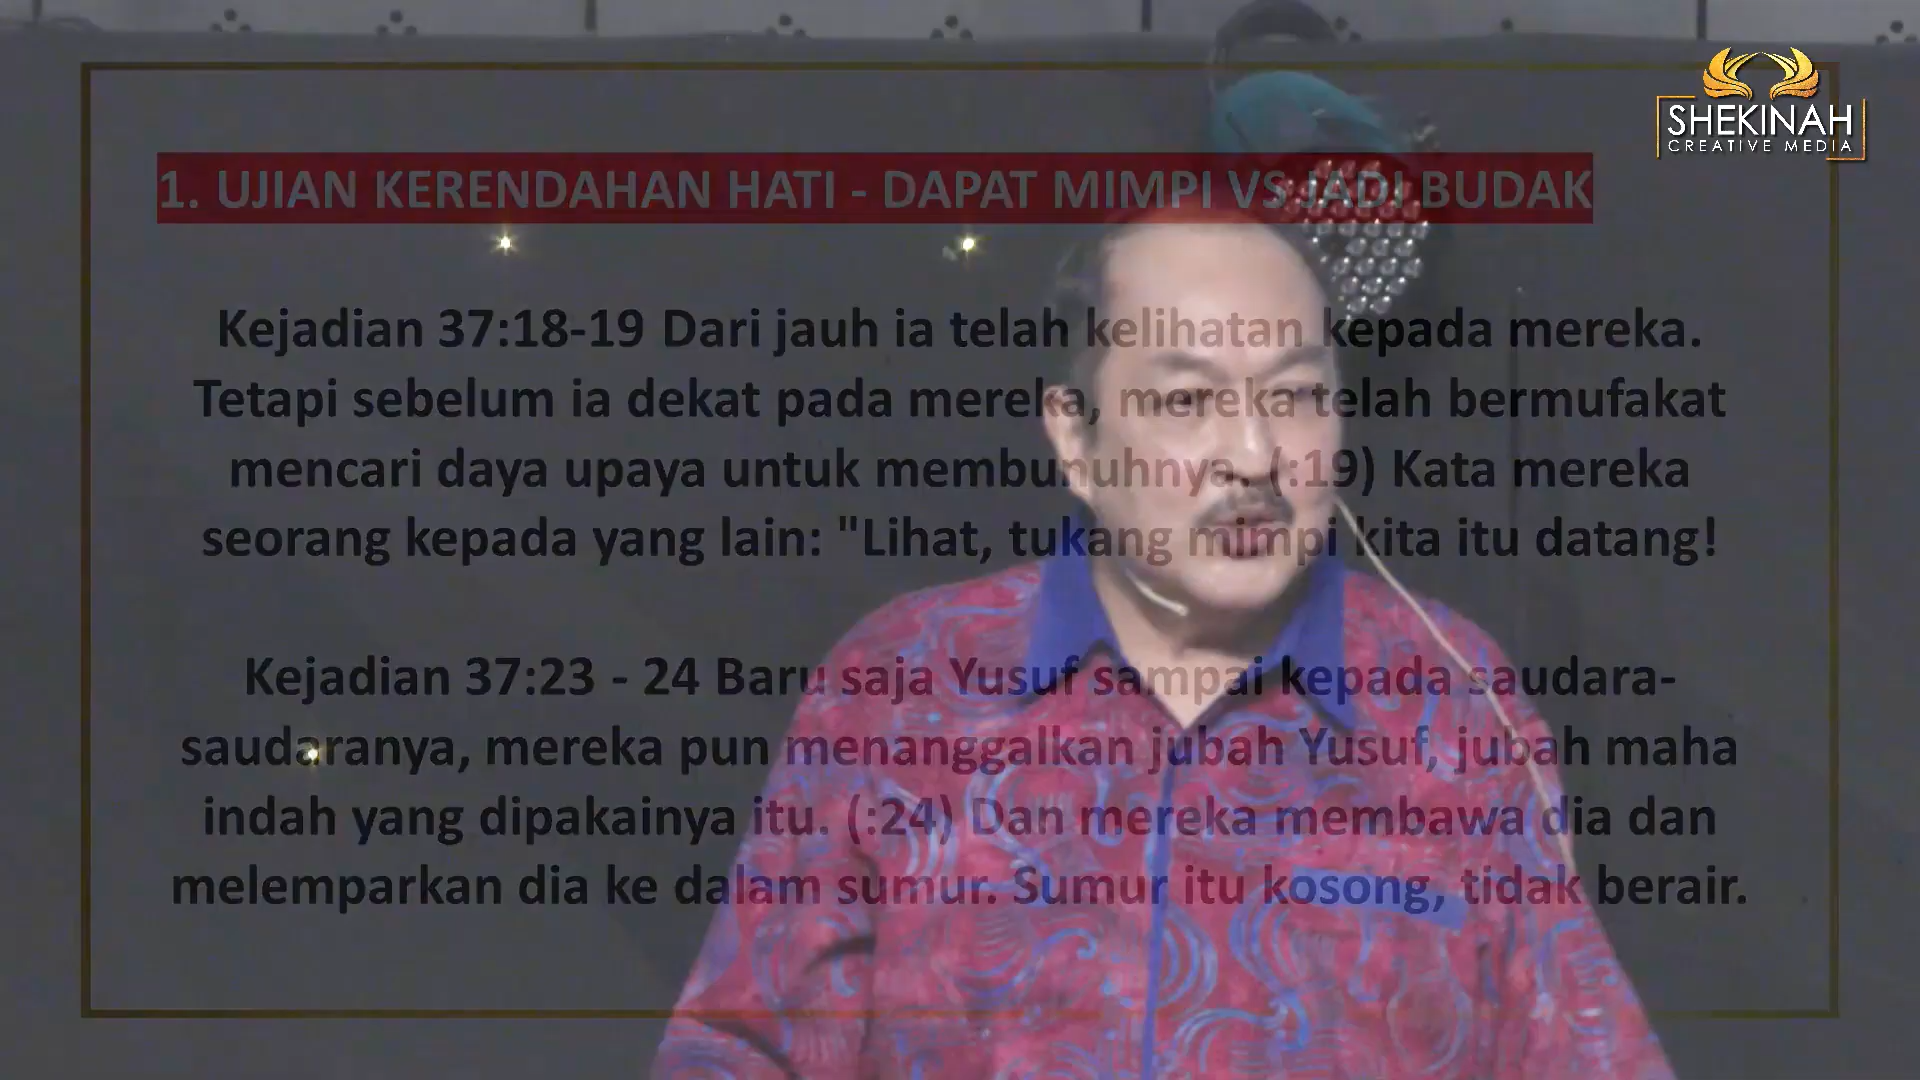 SHEKINAH
CREATIVE MEDIA
1. UJIAN KERENDAHAN HATI - DAPAT MIMPI VS JADI BUDAK
Kejadian 37:18-19 Dari jauh ia telah kelihatan kepada mereka.
Tetapi sebelum ia dekat pada mereka, mereka telah bermufakat
mencari daya upaya untuk membunuhnya. (:19) Kata mereka
seorang kepada yang lain: "Lihat, tukang mimpi kita itu datang!
Kejadian 37:23 - 24 Baru saja Yusuf sampai kepada saudara-
saudaranya, mereka pun menanggalkan jubah Yusuf, jubah maha
indah yang dipakainya itu. (:24) Dan mereka membawa dia dan
melemparkan dia ke dalam sumur. Sumur itu kosong, tidak berair.